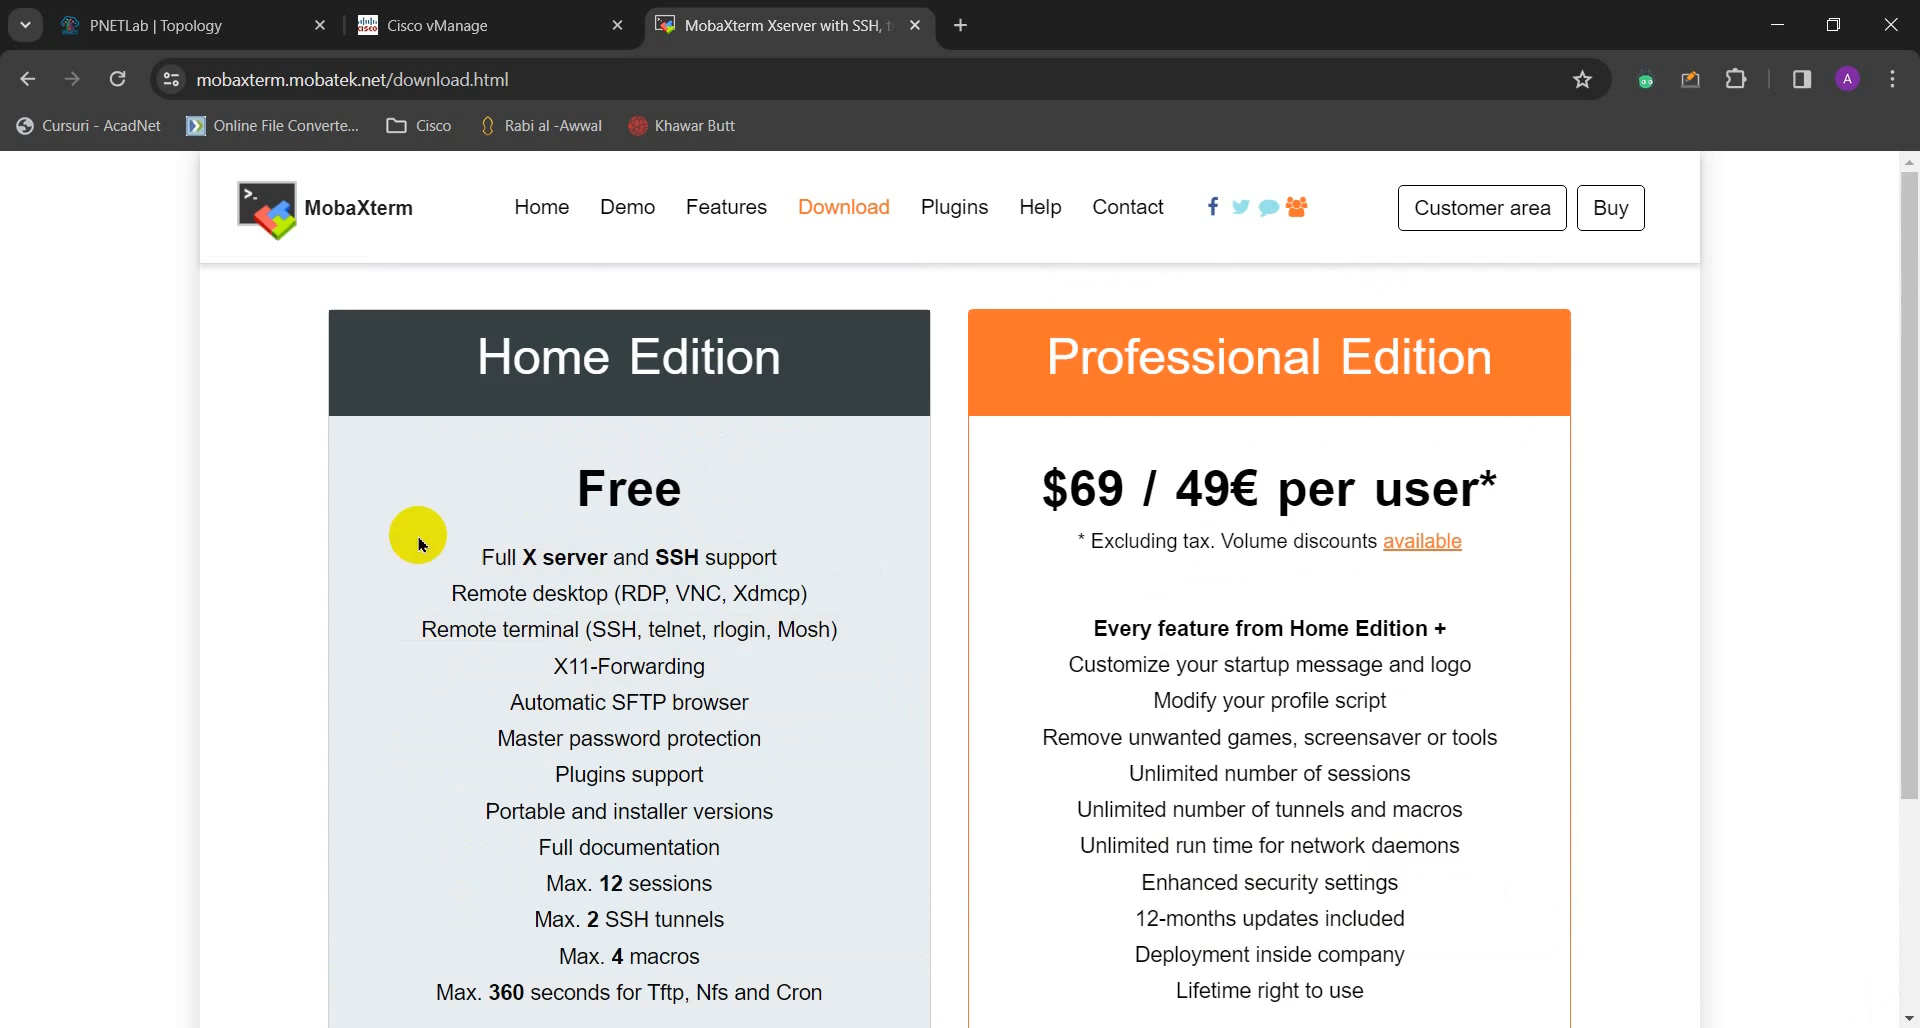 PNETLab | Topology
Cisco vManage
MobaXterm Xserver with SSH,
mobaxterm.mobatek.net/download.html
A
Cursuri - AcadNet
Online File Converte...
Cisco
Rabi al -Awwal
Khawar Butt
MobaXterm
Home
Demo
Features
Download
Plugins
Help
Contact
Customer area
Buy
Home Edition
Free
Full X server and SSH support
Remote desktop (RDP, VNC, Xdmcp)
Remote terminal (SSH, telnet, rlogin, Mosh)
X11-Forwarding
Automatic SFTP browser
Master password protection
Plugins support
Portable and installer versions
Full documentation
Max. 12 sessions
Max. 2 SSH tunnels
Max. 4 macros
Max. 360 seconds for Tftp, Nfs and Cron
Professional Edition
$69 / 49€ per user*
* Excluding tax. Volume discounts available
Every feature from Home Edition +
Customize your startup message and logo
Modify your profile script
Remove unwanted games, screensaver or tools
Unlimited number of sessions
Unlimited number of tunnels and macros
Unlimited run time for network daemons
Enhanced security settings
12-months updates included
Deployment inside company
Lifetime right to use